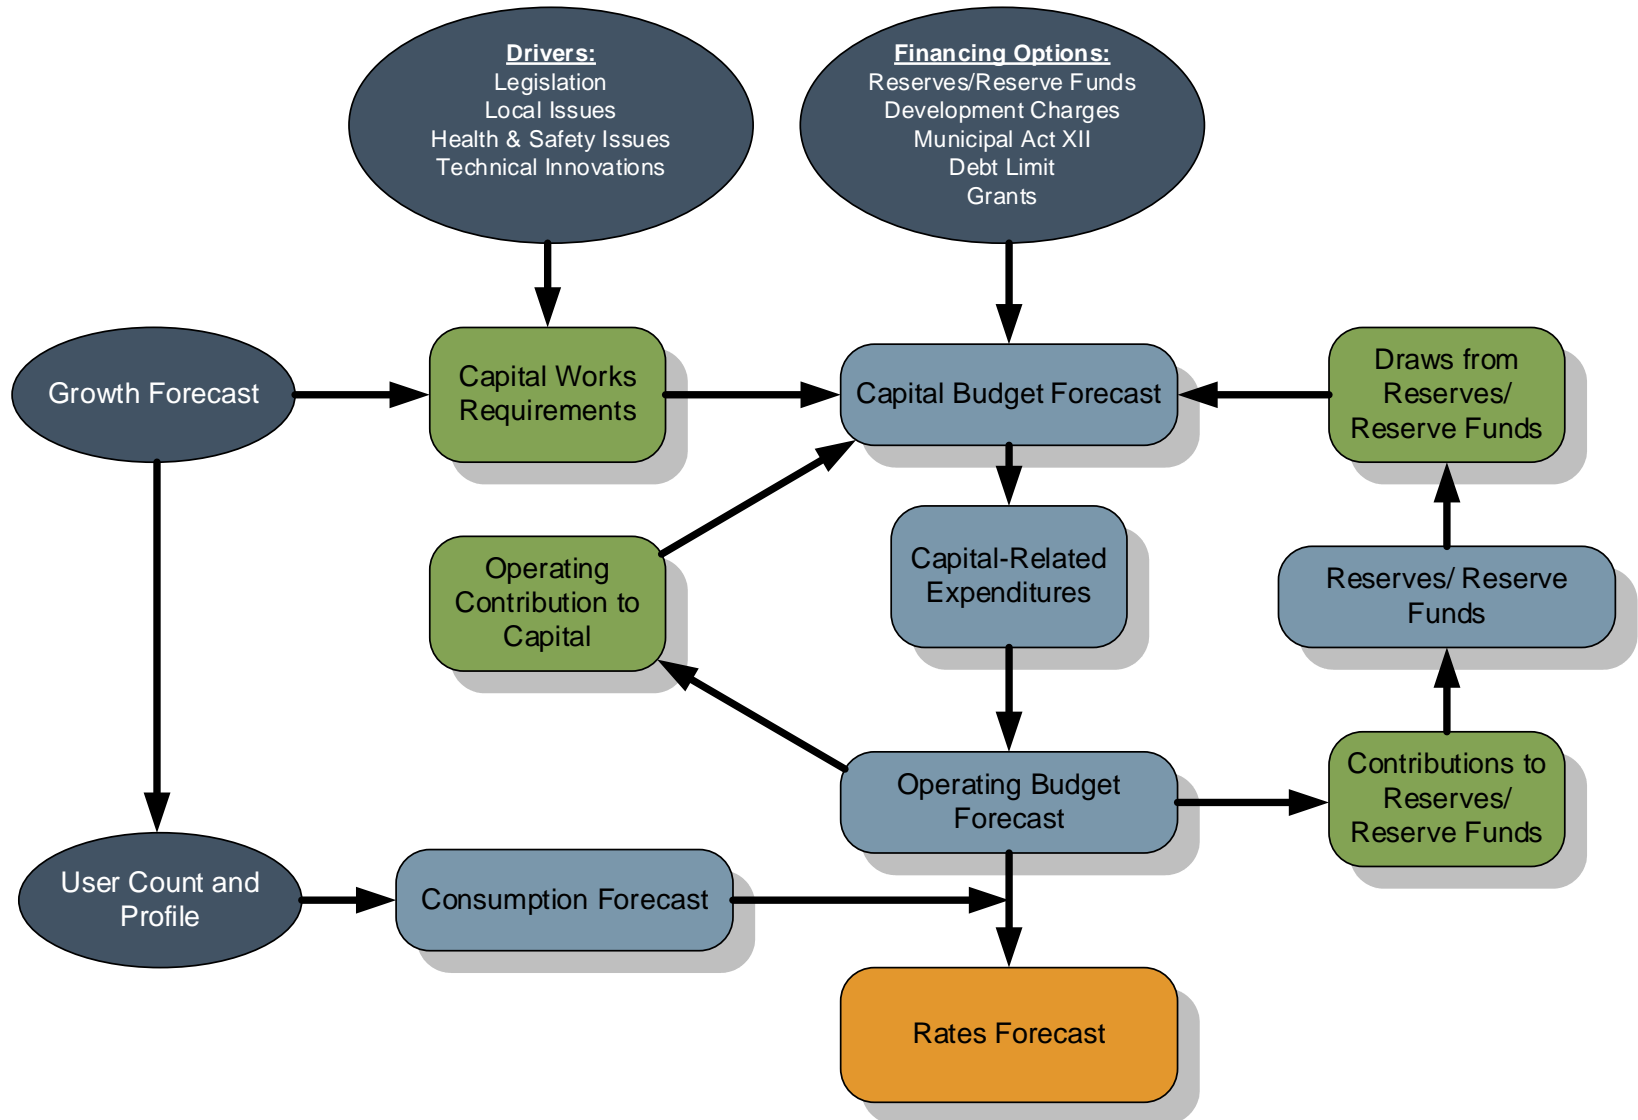 Drivers:
Legislation
Local Issues
Health & Safety Issues
Technical Innovations
Financing Options:
Reserves/Reserve Funds
Development Charges
Municipal Act XII
Debt Limit
Grants
Growth Forecast
Capital Works
Requirements
Capital Budget Forecast
Draws from
Reserves/
Reserve Funds
Operating
Contribution to
Capital
Capital-Related
Expenditures
Reserves/ Reserve
Funds
Operating Budget
Forecast
Contributions to
Reserves/
Reserve Funds
User Count and
Profile
Consumption Forecast
Rates Forecast